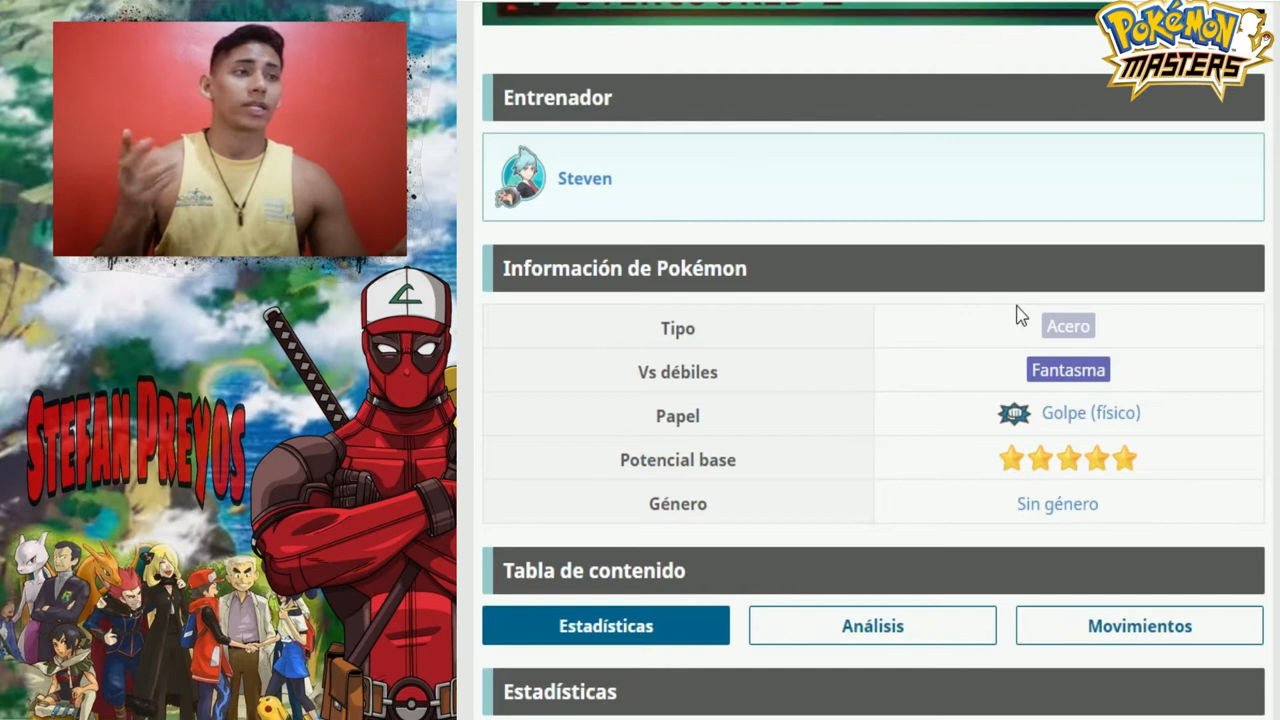 POKÉMON
MASTERS
Entrenador
Steven
Información de Pokémon
Tipo
Acero
Vs débiles
Fantasma
Papel
Golpe (físico)
Potencial base
Género
Sin género
STEFAN PREYOS
Tabla de contenido
Estadísticas
Análisis
Movimientos
Estadísticas